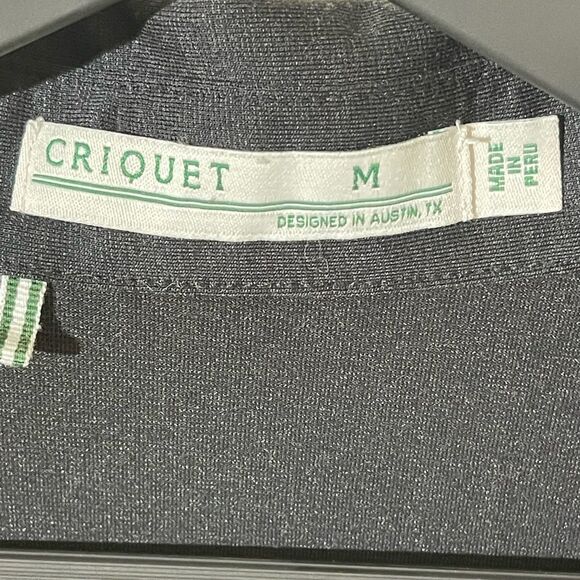 CRIQUET M
DESIGNED IN AUSTIN, TX
MADE
IN
PERU